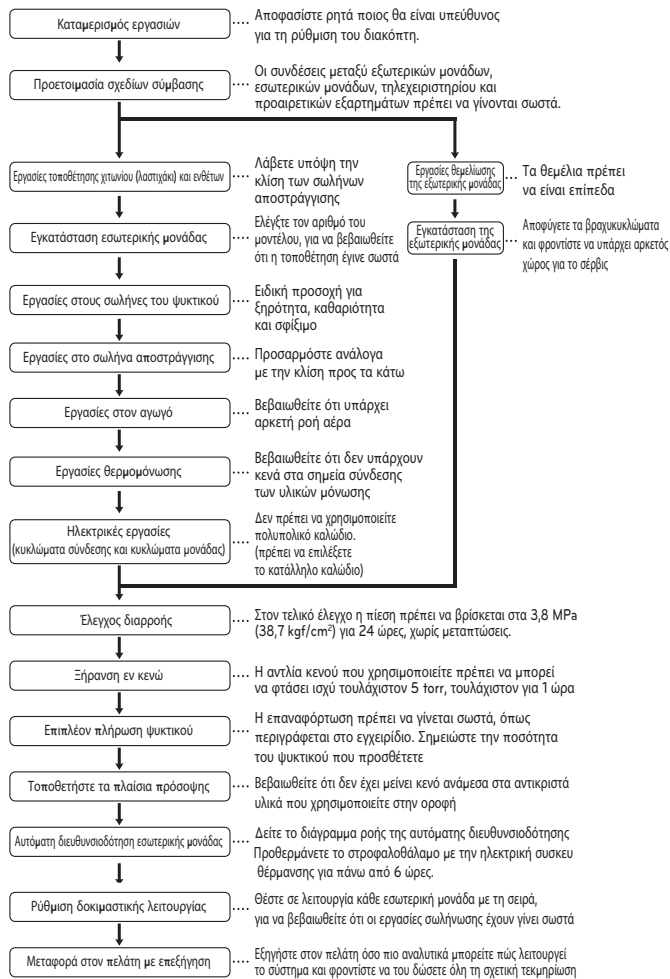 Καταμερισμός εργασιών
.... Αποφασίστε ρητά ποιος θα είναι υπεύθυνος
για τη ρύθμιση του διακόπτη.
Προετοιμασία σχεδίων σύμβασης
.... Οι συνδέσεις μεταξύ εξωτερικών μονάδων,
εσωτερικών μονάδων, τηλεχειριστηρίου και
προαιρετικών εξαρτημάτων πρέπει να γίνονται σωστά.
Εργασίες τοποθέτησης χιτωνίου (λαστιχάκι) και ενθέτων
.... Λάβετε υπόψη την
κλίση των σωλήνων
αποστράγγισης
Εργασίες θεμελίωσης
της εξωτερικής μονάδας
... Τα θεμέλια πρέπει
να είναι επίπεδα
Εγκατάσταση εσωτερικής μονάδας
.... Ελέγξτε τον αριθμό του
μοντέλου, για να βεβαιωθείτε
ότι η τοποθέτηση έγινε σωστά
Εγκατάσταση της
εξωτερικής μονάδας
... Αποφύγετε τα βραχυκυκλώματα
και φροντίστε να υπάρχει αρκετός
χώρος για το σέρβις
Εργασίες στους σωλήνες του ψυκτικού
.... Ειδική προσοχή για
ξηρότητα, καθαριότητα
και σφίξιμο
Εργασίες στο σωλήνα αποστράγγισης
.... Προσαρμόστε ανάλογα
με την κλίση προς τα κάτω
Εργασίες στον αγωγό
.... Βεβαιωθείτε ότι υπάρχει
αρκετή ροή αέρα
Εργασίες θερμομόνωσης
.... Βεβαιωθείτε ότι δεν υπάρχουν
κενά στα σημεία σύνδεσης
των υλικών μόνωσης
Ηλεκτρικές εργασίες
(κυκλώματα σύνδεσης και κυκλώματα μονάδας)
.... Δεν πρέπει να χρησιμοποιείτε
πολυπολικό καλώδιο.
(πρέπει να επιλέξετε
το κατάλληλο καλώδιο)
Έλεγχος διαρροής
.... Στον τελικό έλεγχο η πίεση πρέπει να βρίσκεται στα 3,8 MPa
(38,7 kgf/cm²) για 24 ώρες, χωρίς μεταπτώσεις.
Ξήρανση εν κενώ
.... Η αντλία κενού που χρησιμοποιείτε πρέπει να μπορεί
να φτάσει ισχύ τουλάχιστον 5 torr, τουλάχιστον για 1 ώρα
Επιπλέον πλήρωση ψυκτικού
.... Η επαναφόρτωση πρέπει να γίνεται σωστά, όπως
περιγράφεται στο εγχειρίδιο. Σημειώστε την ποσότητα
του ψυκτικού που προσθέτετε
Τοποθετήστε τα πλαίσια πρόσοψης
.... Βεβαιωθείτε ότι δεν έχει μείνει κενό ανάμεσα στα αντικριστά
υλικά που χρησιμοποιείτε στην οροφή
Αυτόματη διευθυνσιοδότηση εσωτερικής μονάδας
.... Δείτε το διάγραμμα ροής της αυτόματης διευθυνσιοδότησης
Προθερμάνετε το στροφαλοθάλαμο με την ηλεκτρική συσκευ
θέρμανσης για πάνω από 6 ώρες.
Ρύθμιση δοκιμαστικής λειτουργίας
.... Θέστε σε λειτουργία κάθε εσωτερική μονάδα με τη σειρά,
για να βεβαιωθείτε ότι οι εργασίες σωλήνωσης έχουν γίνει σωστά
Μεταφορά στον πελάτη με επεξήγηση
.... Εξηγήστε στον πελάτη όσο πιο αναλυτικά μπορείτε πώς λειτουργεί
το σύστημα και φροντίστε να του δώσετε όλη τη σχετική τεκμηρίωση